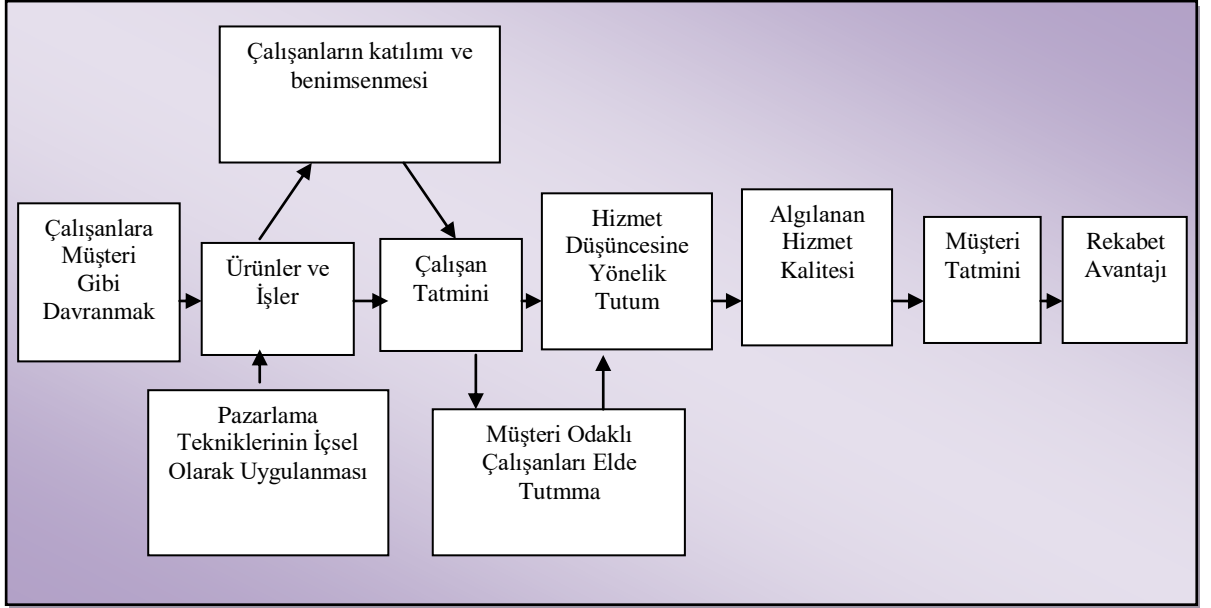 Çalışanların katılımı ve
benimsenmesi
Çalışanlara
Müşteri
Gibi
Davranmak
Ürünler ve
İşler
Çalışan
Tatmini
Hizmet
Düşüncesine
Yönelik
Tutum
Algılanan
Hizmet
Kalitesi
Müşteri
Tatmini
Rekabet
Avantajı
Pazarlama
Tekniklerinin İçsel
Olarak Uygulanması
Müşteri Odaklı
Çalışanları Elde
Tutmma